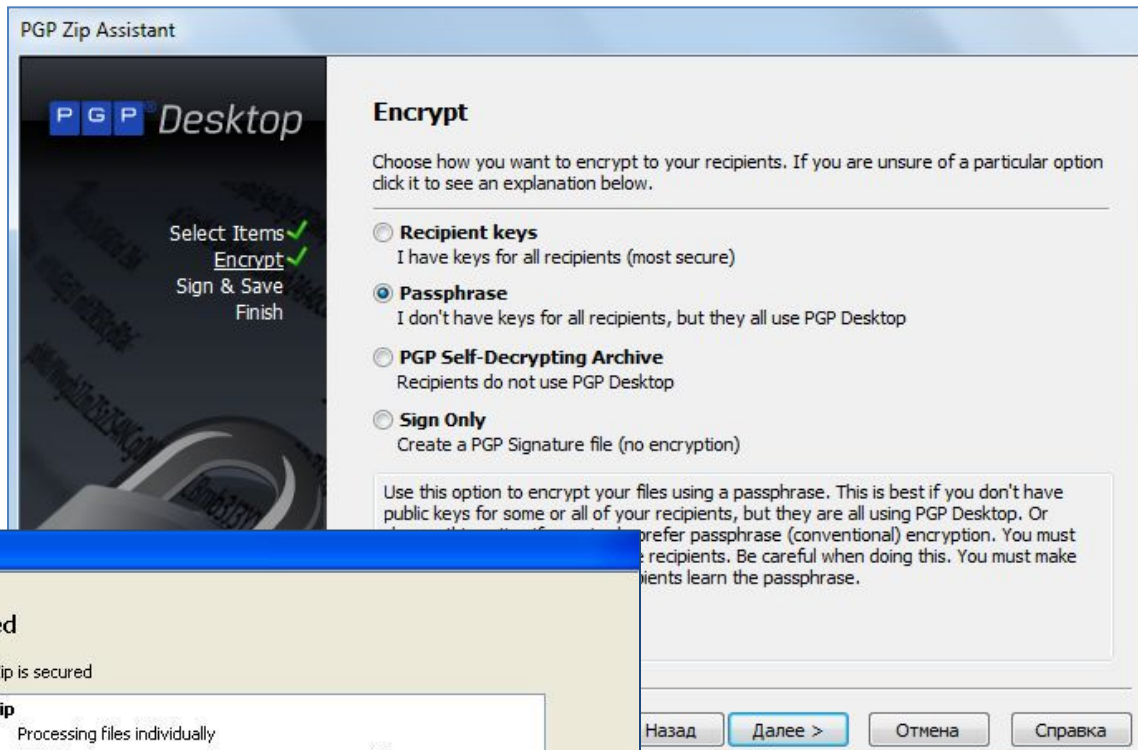 PGP Zip Assistant
PGP® Desktop
Select Items
Encrypt
Sign & Save
Finish
Encrypt
Choose how you want to encrypt to your recipients. If you are unsure of a particular option
click it to see an explanation below.
Recipient keys
I have keys for all recipients (most secure)
Passphrase
I don't have keys for all recipients, but they all use PGP Desktop
PGP Self-Decrypting Archive
Recipients do not use PGP Desktop
Sign Only
Create a PGP Signature file (no encryption)
Use this option to encrypt your files using a passphrase. This is best if you don't have
public keys for some or all of your recipients, but they are all using PGP Desktop. Or
prefer passphrase (conventional) encryption. You must
recipients. Be careful when doing this. You must make
learn the passphrase.
is secured
Processing files individually
Назад
Далее >
Отмена
Справка